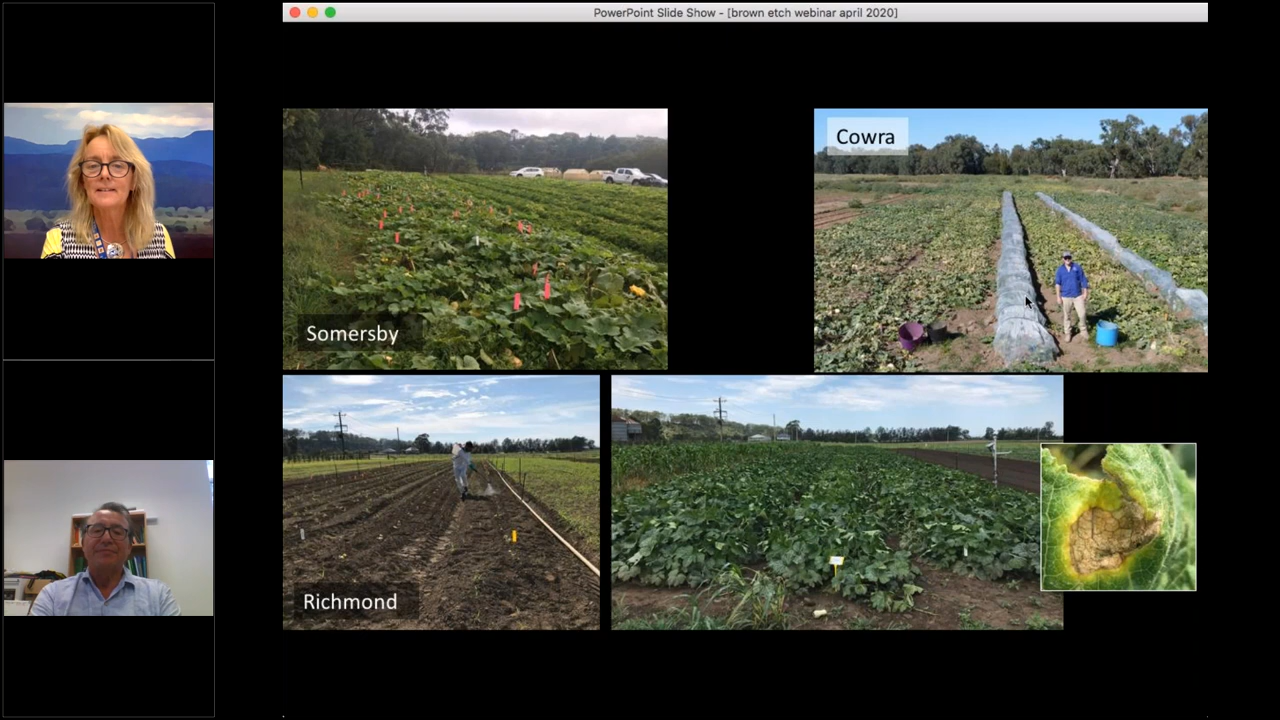 PowerPoint Slide Show - [brown etch webinar april 2020]
Somersby
Cowra
Richmond